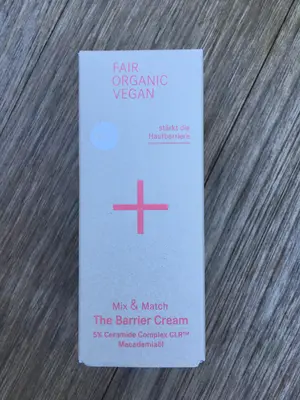 FAIR
ORGANIC
VEGAN
stärkt die
Hautbarriere
Mix & Match
The Barrier Cream
5% Ceramide Complex CLR™
Macadamiaöl